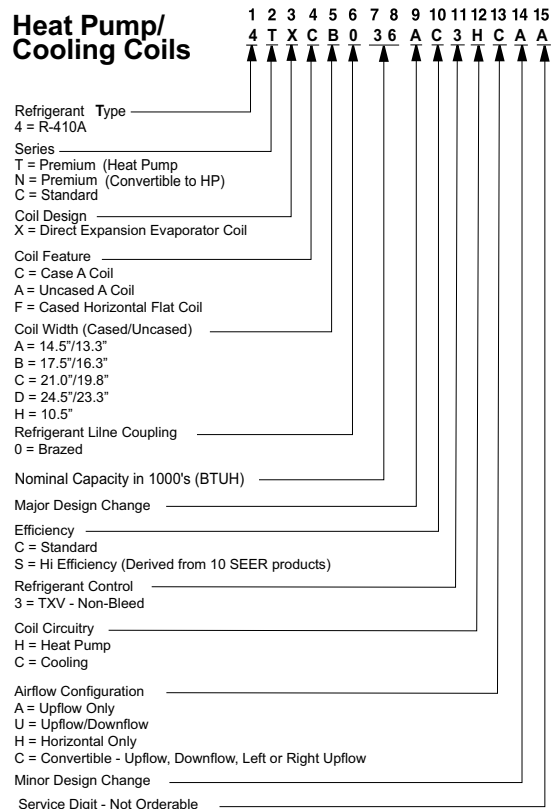 Heat Pump/
Cooling Coils
1 2 3 4 5 6 7 8 9 10 11 12 13 14 15
4 T X C B 0 3 6 A C 3 H C A A
Refrigerant Type
4 = R-410A
Series
T = Premium (Heat Pump
N = Premium (Convertible to HP)
C = Standard
Coil Design
X = Direct Expansion Evaporator Coil
Coil Feature
C = Case A Coil
A = Uncased A Coil
F = Cased Horizontal Flat Coil
Coil Width (Cased/Uncased)
A = 14.5”/13.3”
B = 17.5”/16.3”
C = 21.0”/19.8”
D = 24.5”/23.3”
H = 10.5”
Refrigerant Lilne Coupling
0 = Brazed
Nominal Capacity in 1000's (BTUH)
Major Design Change
Efficiency
C = Standard
S = Hi Efficiency (Derived from 10 SEER products)
Refrigerant Control
3 = TXV - Non-Bleed
Coil Circuitry
H = Heat Pump
C = Cooling
Airflow Configuration
A = Upflow Only
U = Upflow/Downflow
H = Horizontal Only
C = Convertible - Upflow, Downflow, Left or Right Upflow
Minor Design Change
Service Digit - Not Orderable